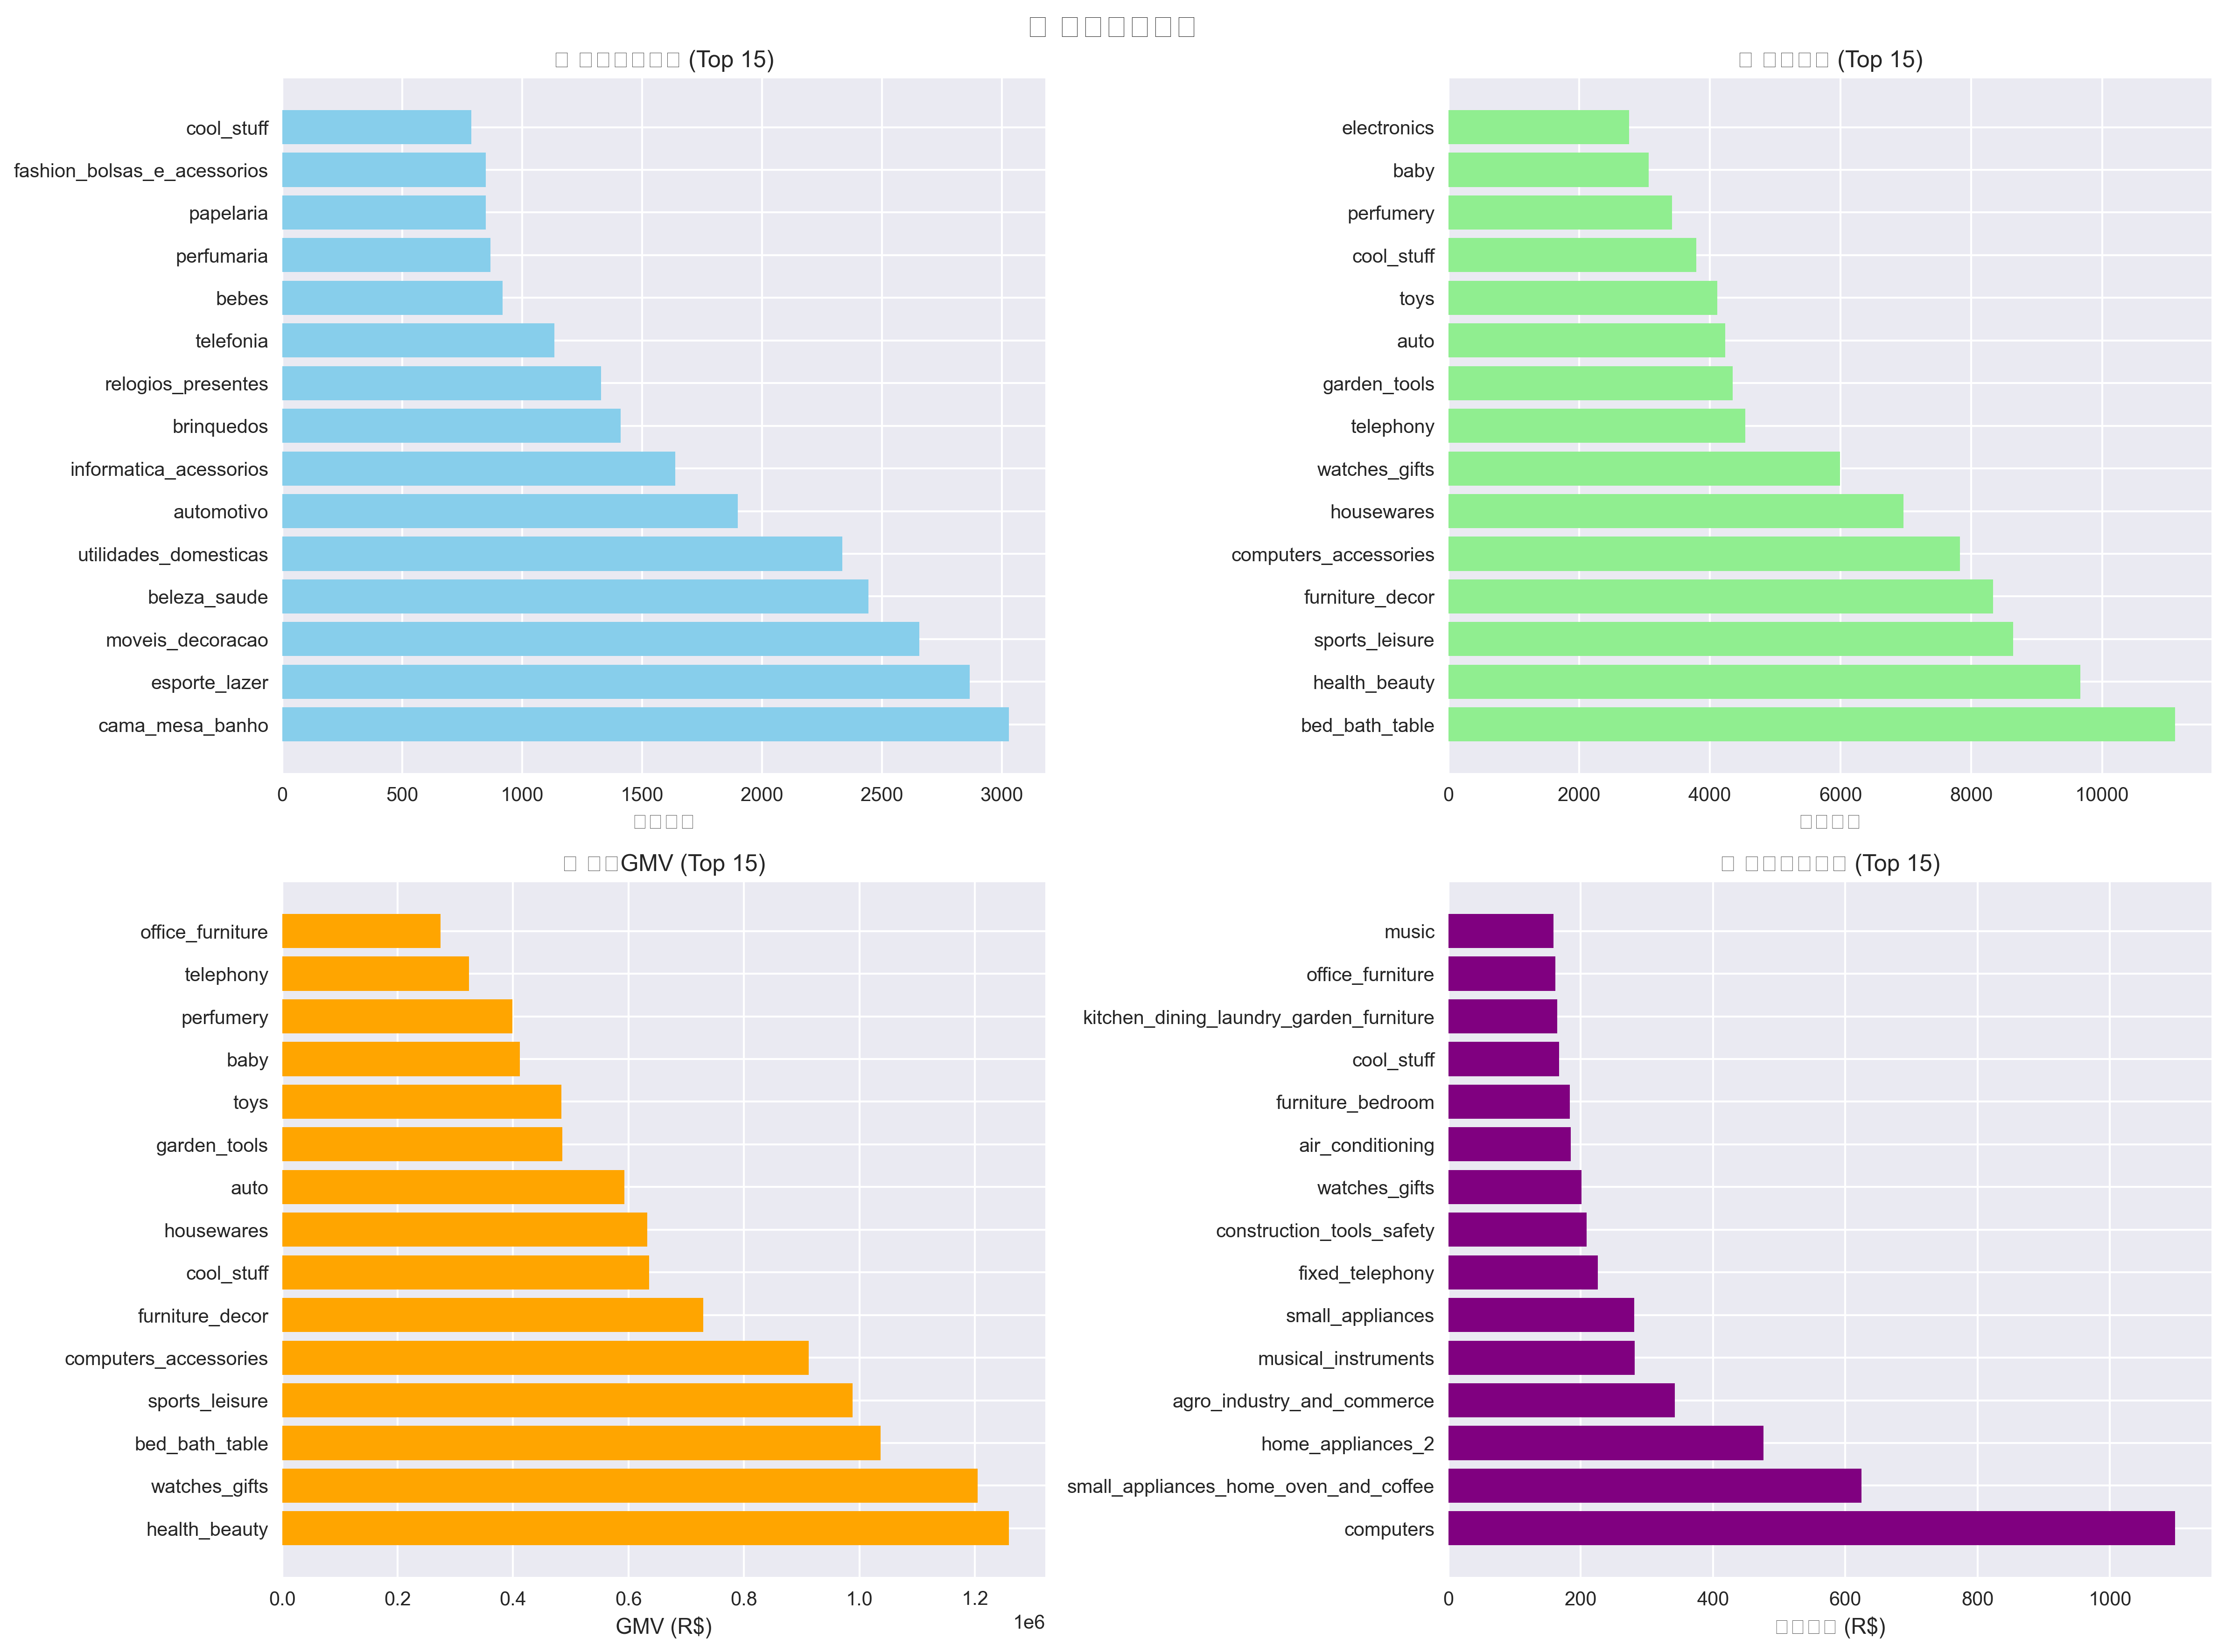 (Top 15)
cool_stuff
fashion_bolsas_e_acessorios
papelaria
perfumaria
bebes
telefonia
relogios_presentes
brinquedos
informatica_acessorios
automotivo
utilidades_domesticas
beleza_saude
moveis_decoracao
esporte_lazer
cama_mesa_banho
0 500 1000 1500 2000 2500 3000
(Top 15)
electronics
baby
perfumery
cool_stuff
toys
auto
garden_tools
telephony
watches_gifts
housewares
computers_accessories
furniture_decor
sports_leisure
health_beauty
bed_bath_table
0 2000 4000 6000 8000 10000
GMV (Top 15)
office_furniture
telephony
perfumery
baby
toys
garden_tools
auto
housewares
cool_stuff
furniture_decor
computers_accessories
sports_leisure
bed_bath_table
watches_gifts
health_beauty
0.0 0.2 0.4 0.6 0.8 1.0 1.2
1e6
GMV (R$)
(Top 15)
music
office_furniture
kitchen_dining_laundry_garden_furniture
cool_stuff
furniture_bedroom
air_conditioning
watches_gifts
construction_tools_safety
fixed_telephony
small_appliances
musical_instruments
agro_industry_and_commerce
home_appliances_2
small_appliances_home_oven_and_coffee
computers
0 200 400 600 800 1000
(R$)